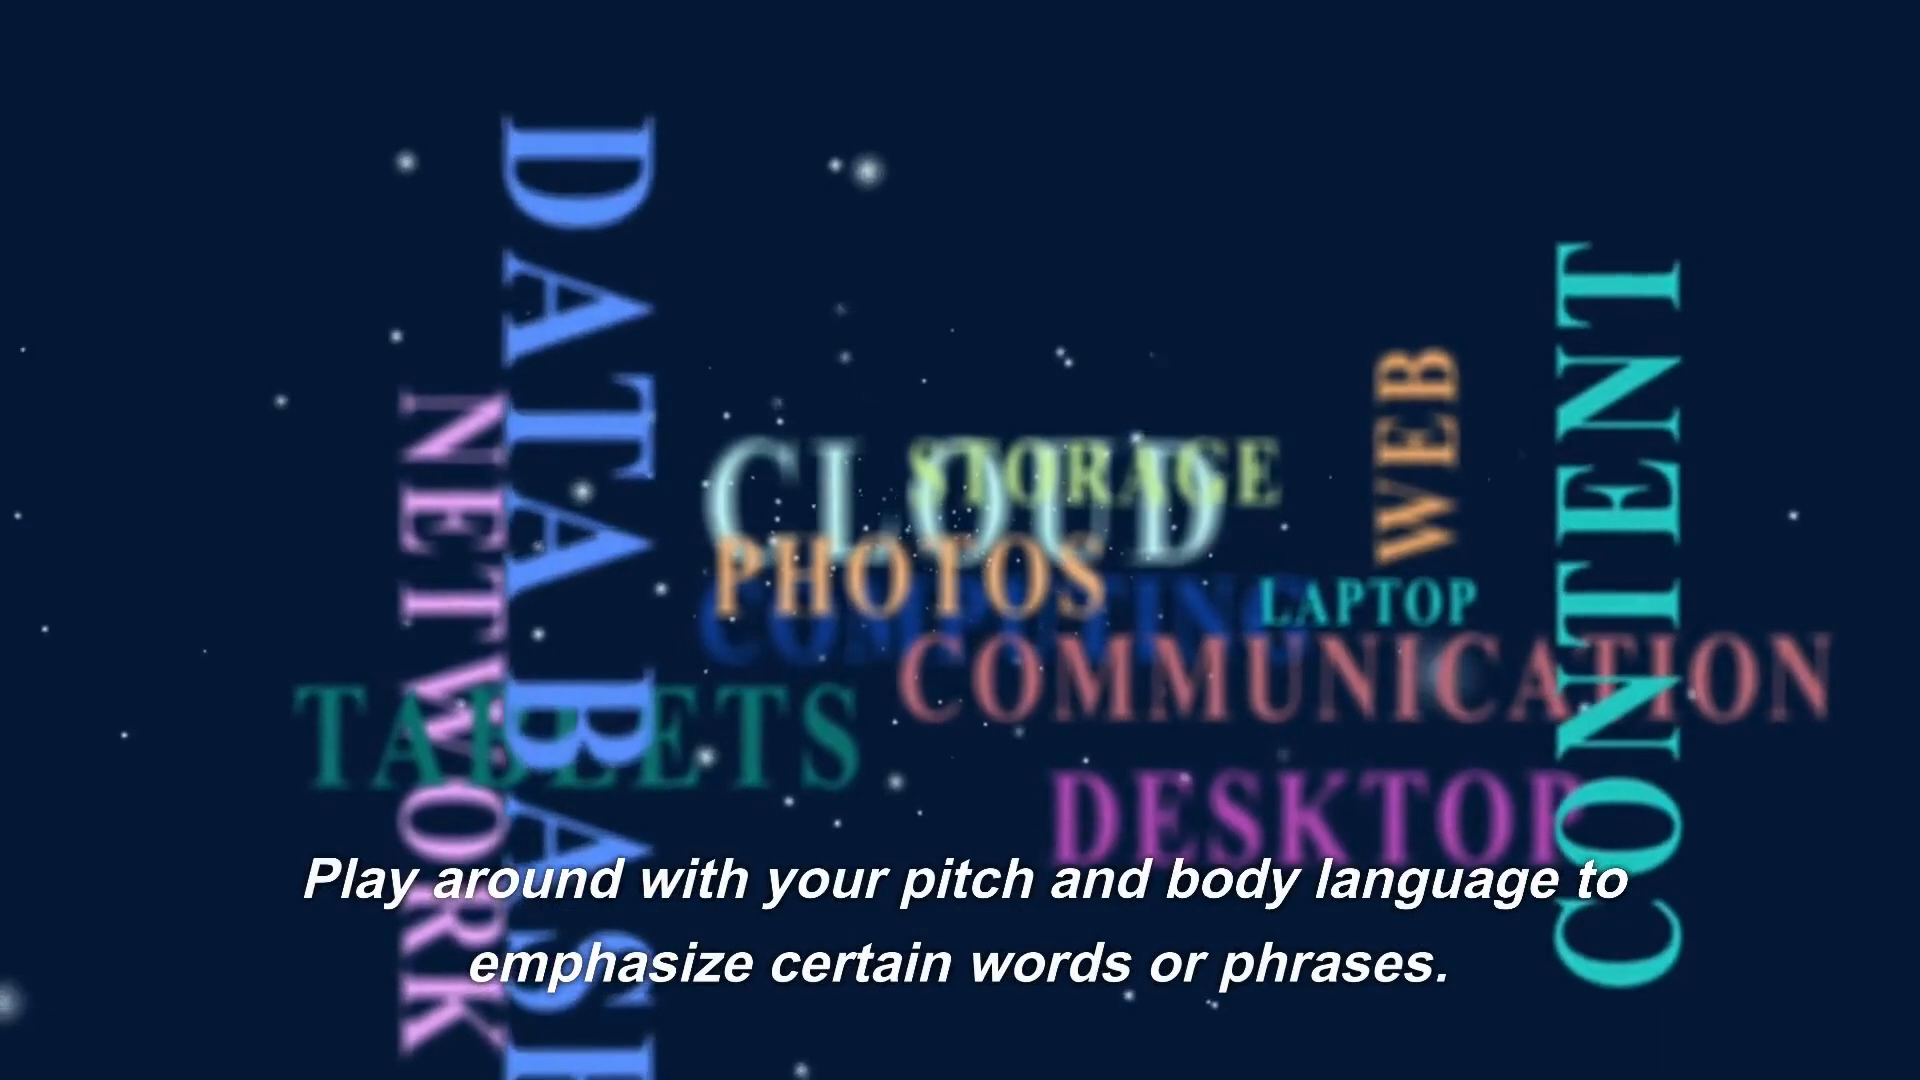 DATABASE
NETWORK
CLOUD
STORAGE
WEB
CONTENT
PHOTOS
COMPUTING
LAPTOP
COMMUNICATION
TABLETS
DESKTOP
Play around with your pitch and body language to
emphasize certain words or phrases.